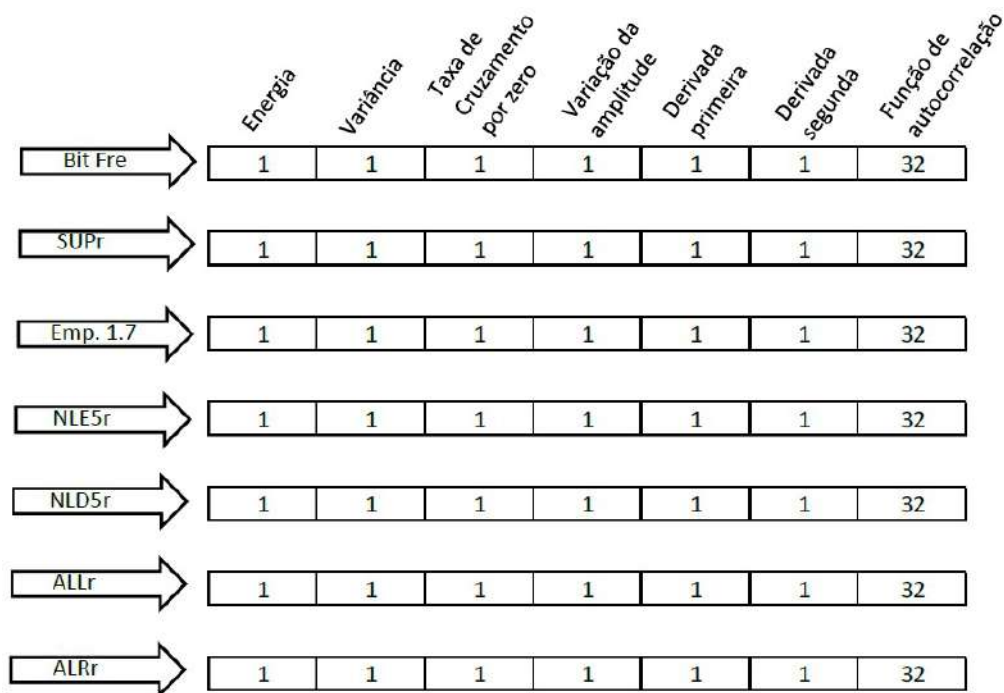 Energia
Variância
Taxa de
Cruzamento
por zero
Variação da
amplitude
Derivada
primeira
Derivada
segunda
Função de
autocorrelação
Bit Fre 1 1 1 1 1 1 32
SUPr 1 1 1 1 1 1 32
Emp. 1.7 1 1 1 1 1 1 32
NLE5r 1 1 1 1 1 1 32
NLD5r 1 1 1 1 1 1 32
ALLr 1 1 1 1 1 1 32
ALRr 1 1 1 1 1 1 32